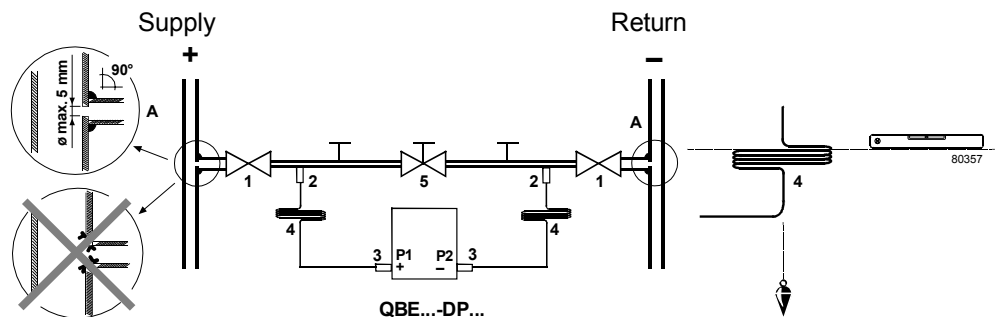 Supply
+
Return
–
90°
ø max. 5 mm
A
A
1
2
5
2
1
4
4
3
P1
+
P2
–
3
QBE...-DP...
80357
4